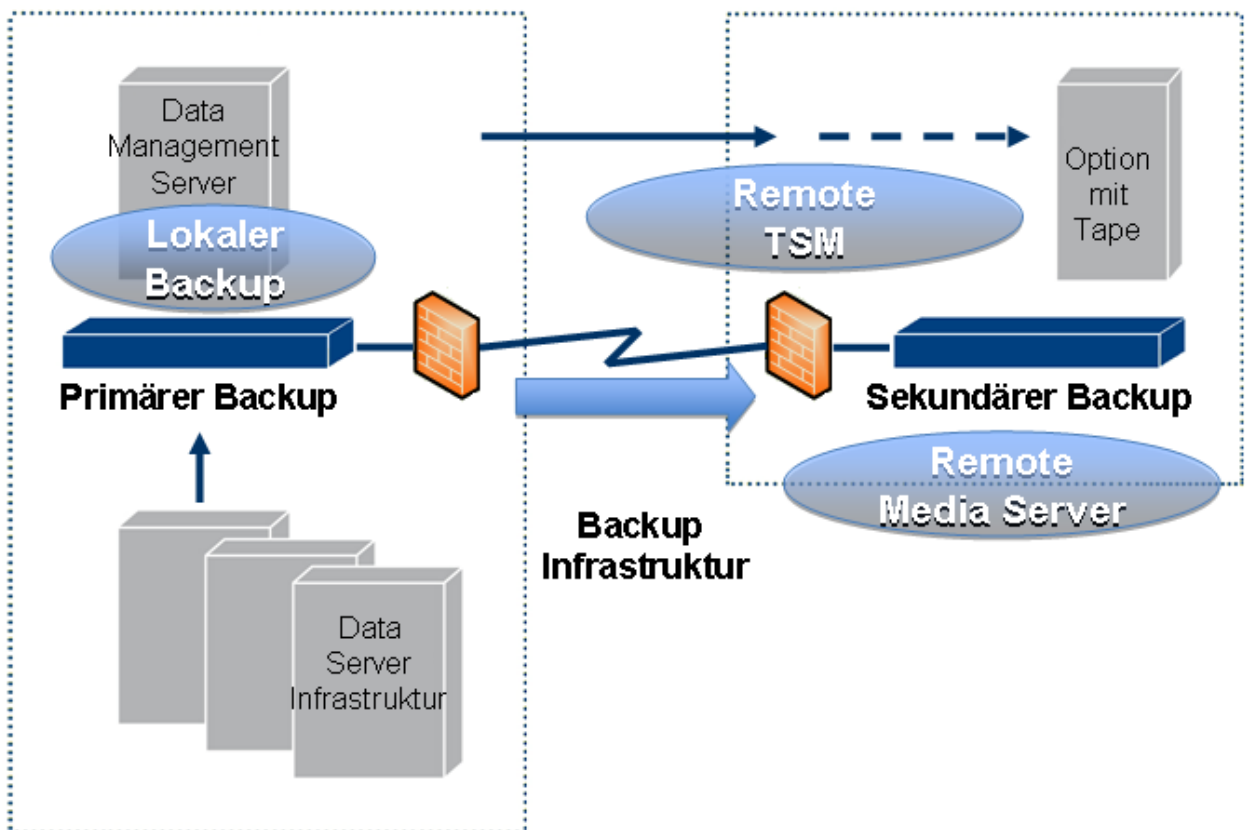 Data
Management
Server
Lokaler
Backup
Primärer Backup
Data
Server
Infrastruktur
Backup
Infrastruktur
Remote
TSM
Option
mit
Tape
Sekundärer Backup
Remote
Media Server